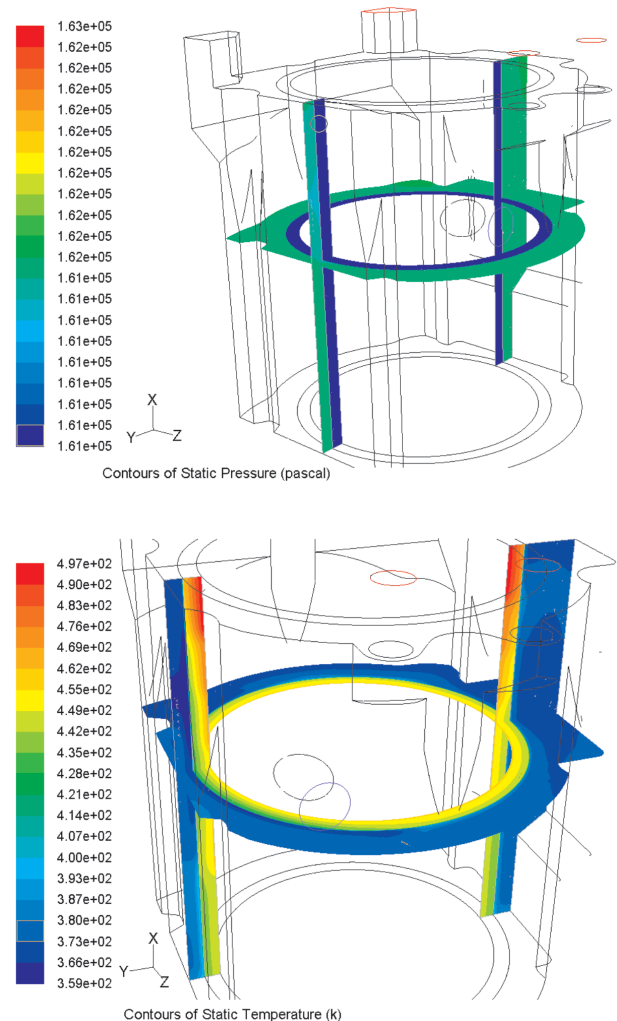 1.63e+05
1.62e+05
1.62e+05
1.62e+05
1.62e+05
1.62e+05
1.62e+05
1.62e+05
1.62e+05
1.62e+05
1.62e+05
1.62e+05
1.61e+05
1.61e+05
1.61e+05
1.61e+05
1.61e+05
1.61e+05
1.61e+05
1.61e+05
1.61e+05
X
Y Z
Contours of Static Pressure (pascal)
4.97e+02
4.90e+02
4.83e+02
4.76e+02
4.69e+02
4.62e+02
4.55e+02
4.49e+02
4.42e+02
4.35e+02
4.28e+02
4.21e+02
4.14e+02
4.07e+02
4.00e+02
3.93e+02
3.87e+02
3.80e+02
3.73e+02
3.66e+02
3.59e+02
X
Y Z
Contours of Static Temperature (k)